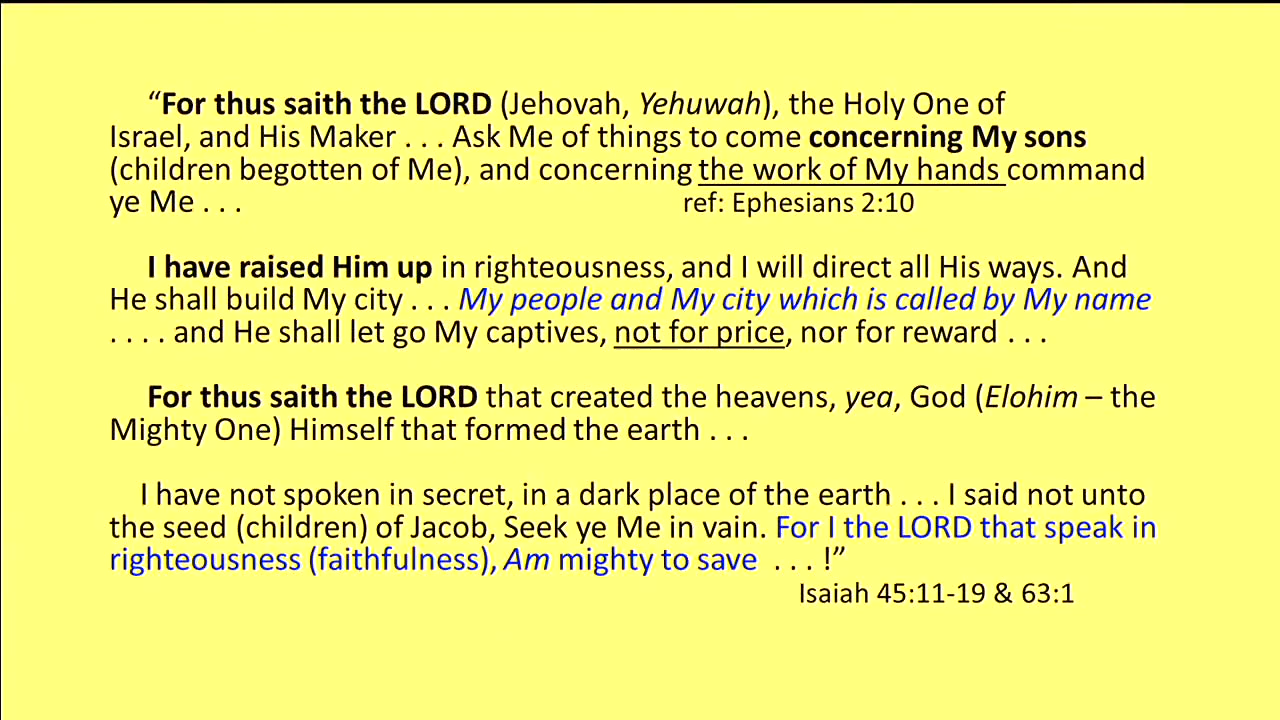 “For thus saith the LORD (Jehovah, Yehuwah), the Holy One of
Israel, and His Maker . . . Ask Me of things to come concerning My sons
(children begotten of Me), and concerning the work of My hands command
ye Me . . .
ref: Ephesians 2:10
I have raised Him up in righteousness, and I will direct all His ways. And
He shall build My city . . . My people and My city which is called by My name
. . . . and He shall let go My captives, not for price, nor for reward . . .
For thus saith the LORD that created the heavens, yea, God (Elohim – the
Mighty One) Himself that formed the earth . . .
I have not spoken in secret, in a dark place of the earth . . . I said not unto
the seed (children) of Jacob, Seek ye Me in vain. For I the LORD that speak in
righteousness (faithfulness), Am mighty to save . . . !”
Isaiah 45:11-19 & 63:1